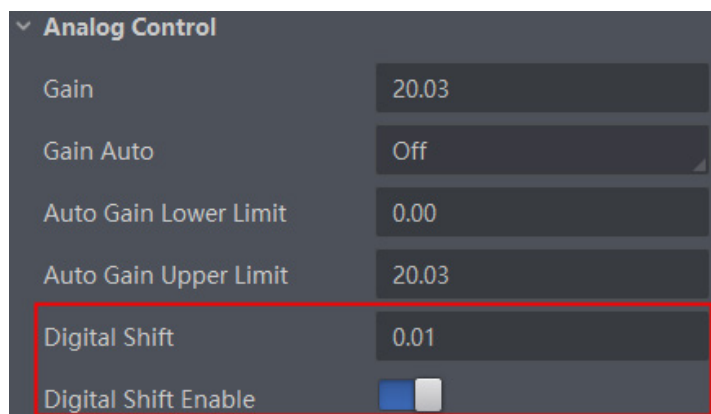 Analog Control
Gain 20.03
Gain Auto Off
Auto Gain Lower Limit 0.00
Auto Gain Upper Limit 20.03
Digital Shift 0.01
Digital Shift Enable